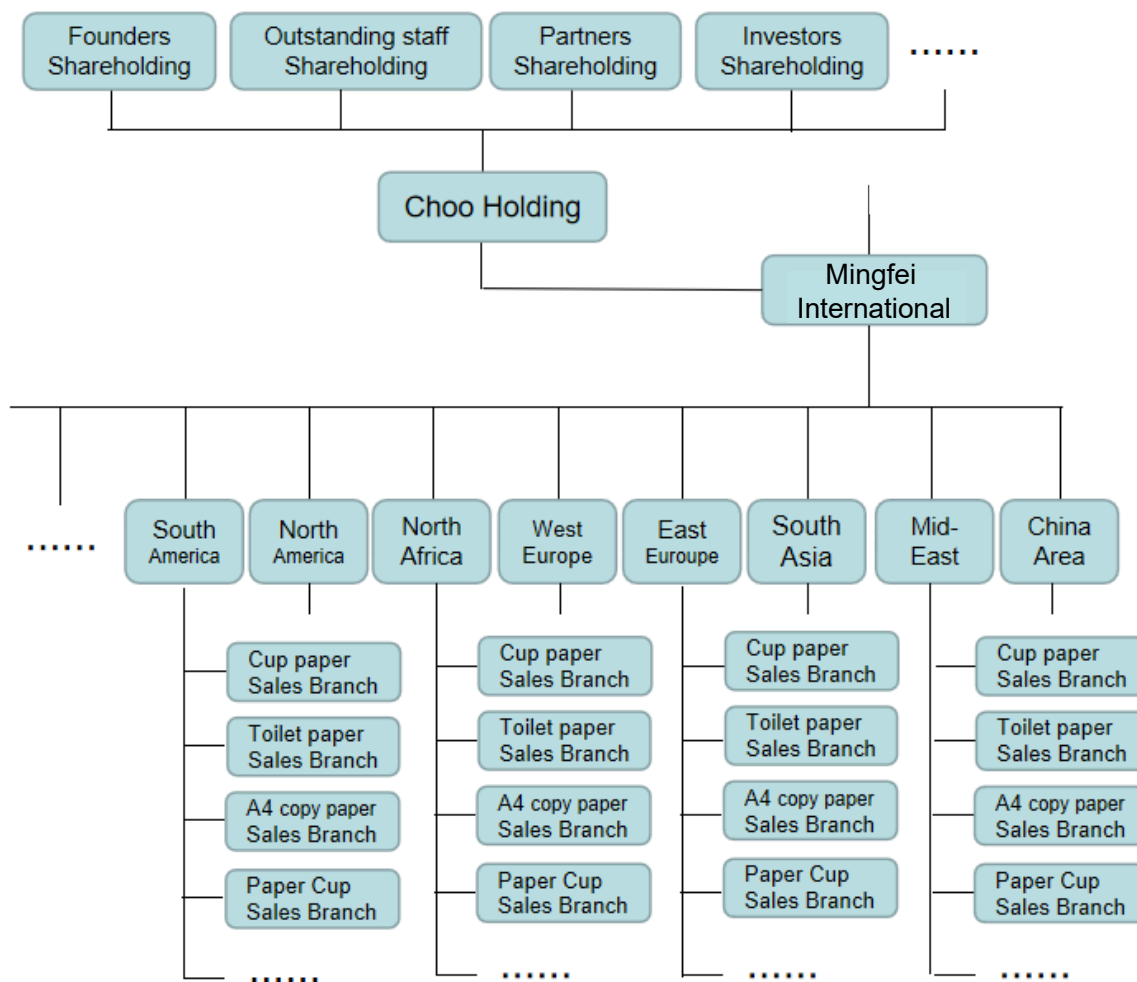 Founders
Shareholding
Outstanding staff
Shareholding
Partners
Shareholding
Investors
Shareholding
......
Choo Holding
Mingfei
International
......
South
America
North
America
North
Africa
West
Europe
East
Euroupe
South
Asia
Mid-
East
China
Area
Cup paper
Sales Branch
Toilet paper
Sales Branch
A4 copy paper
Sales Branch
Paper Cup
Sales Branch
......
Cup paper
Sales Branch
Toilet paper
Sales Branch
A4 copy paper
Sales Branch
Paper Cup
Sales Branch
......
Cup paper
Sales Branch
Toilet paper
Sales Branch
A4 copy paper
Sales Branch
Paper Cup
Sales Branch
......
Cup paper
Sales Branch
Toilet paper
Sales Branch
A4 copy paper
Sales Branch
Paper Cup
Sales Branch
......